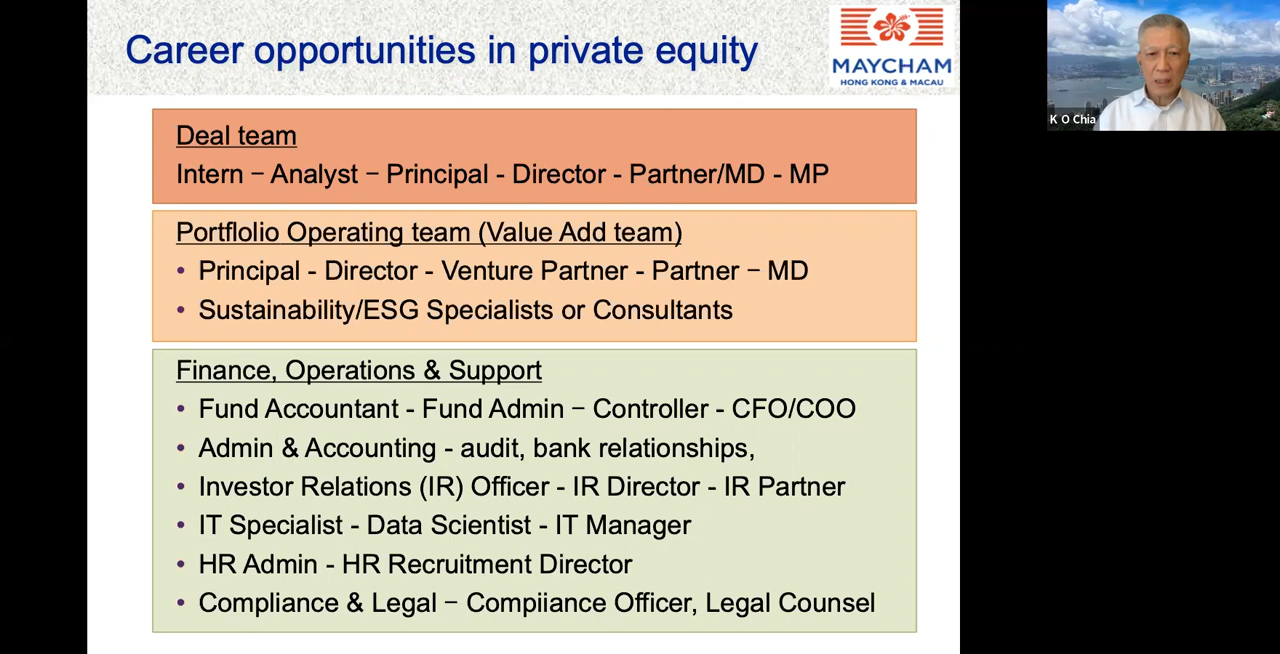 Career opportunities in private equity
MAYCHAM
HONG KONG & MACAU
K O Chia
Deal team
Intern – Analyst – Principal - Director - Partner/MD - MP
Portflolio Operating team (Value Add team)
• Principal - Director - Venture Partner - Partner – MD
• Sustainability/ESG Specialists or Consultants
Finance, Operations & Support
• Fund Accountant - Fund Admin – Controller - CFO/COO
• Admin & Accounting - audit, bank relationships,
• Investor Relations (IR) Officer - IR Director - IR Partner
• IT Specialist - Data Scientist - IT Manager
• HR Admin - HR Recruitment Director
• Compliance & Legal – Compiiance Officer, Legal Counsel